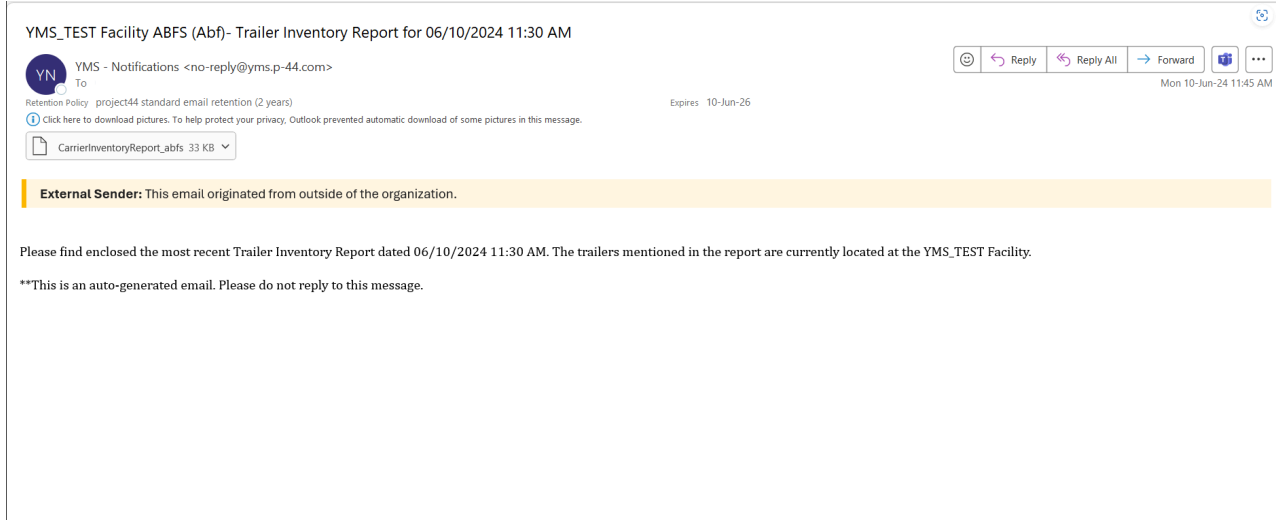 YMS_TEST Facility ABFS (Abf)- Trailer Inventory Report for 06/10/2024 11:30 AM
YN
YMS - Notifications <no-reply@yms.p-44.com>
To
Reply
Reply All
Forward
Mon 10-Jun-24 11:45 AM
Retention Policy project44 standard email retention (2 years)
Expires 10-Jun-26
Click here to download pictures. To help protect your privacy, Outlook prevented automatic download of some pictures in this message.
CarrierInventoryReport_abfs 33 KB
External Sender: This email originated from outside of the organization.
Please find enclosed the most recent Trailer Inventory Report dated 06/10/2024 11:30 AM. The trailers mentioned in the report are currently located at the YMS_TEST Facility.
**This is an auto-generated email. Please do not reply to this message.